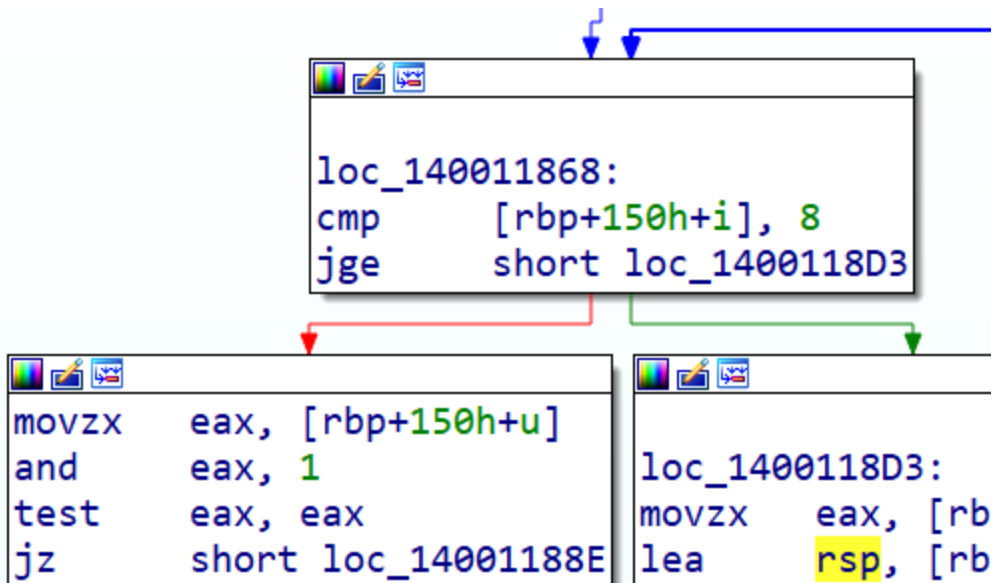 loc_140011868:
cmp [rbp+150h+i], 8
jge short loc_1400118D3
movzx eax, [rbp+150h+u]
and eax, 1
test eax, eax
jz short loc_14001188E
loc_1400118D3:
movzx eax, [rb
lea rsp, [rb